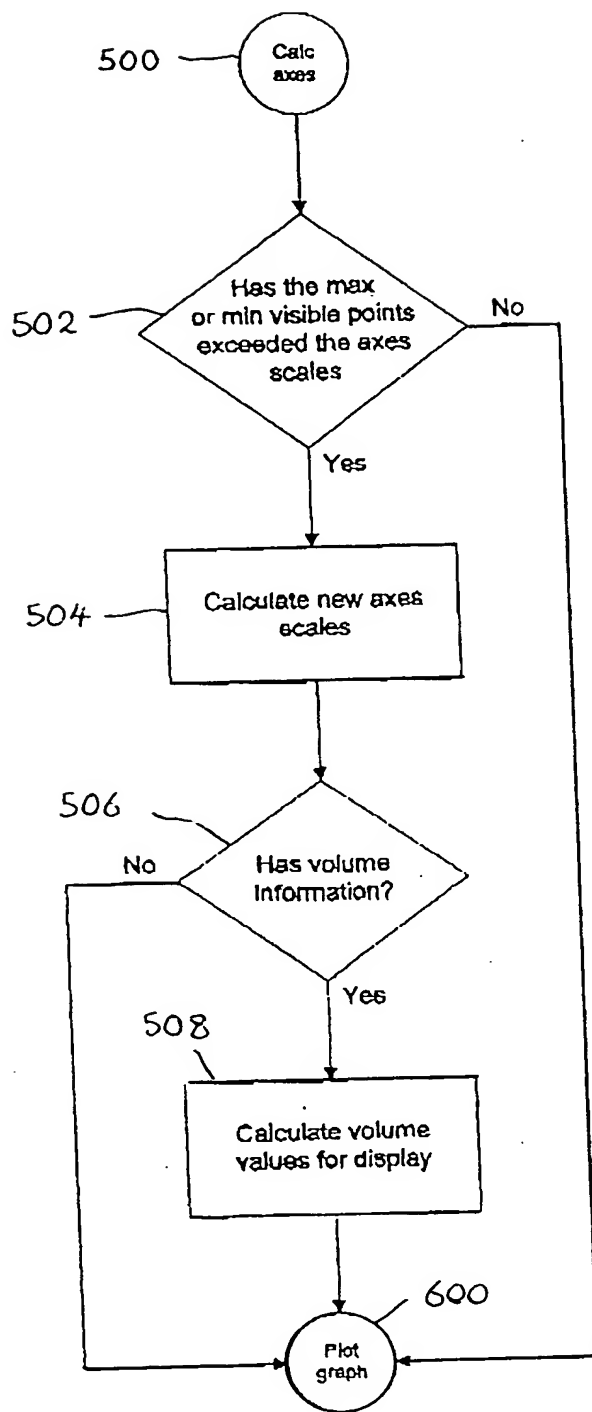 500
Calc
axes
502
Has the max
or min visible points
exceeded the axes
scales
No
Yes
504
Calculate new axes
scales
506
No
Has volume
information?
Yes
508
Calculate volume
values for display
600
Plot
graph